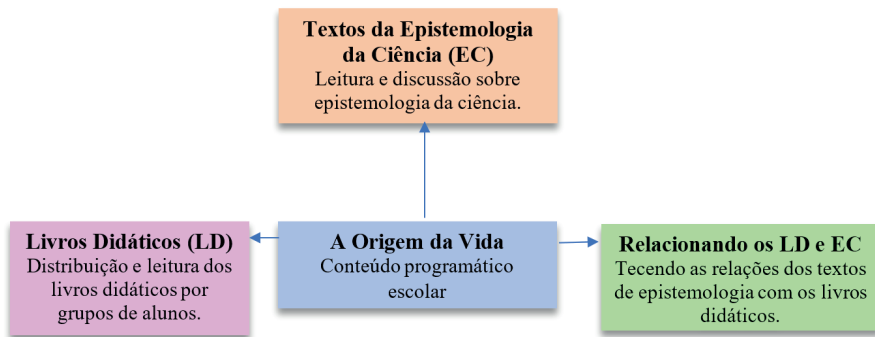 Textos da Epistemologia
da Ciência (EC)
Leitura e discussão sobre
epistemologia da ciência.
Livros Didáticos (LD)
Distribuição e leitura dos
livros didáticos por
grupos de alunos.
A Origem da Vida
Conteúdo programático
escolar
Relacionando os LD e EC
Tecendo as relações dos textos
de epistemologia com os livros
didáticos.